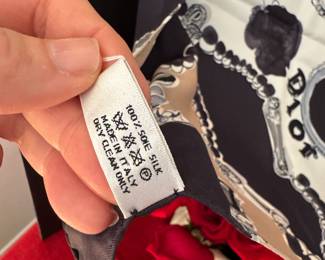 100% SOIE SILK
MADE IN ITALY
DRY CLEAN ONLY
DIOR